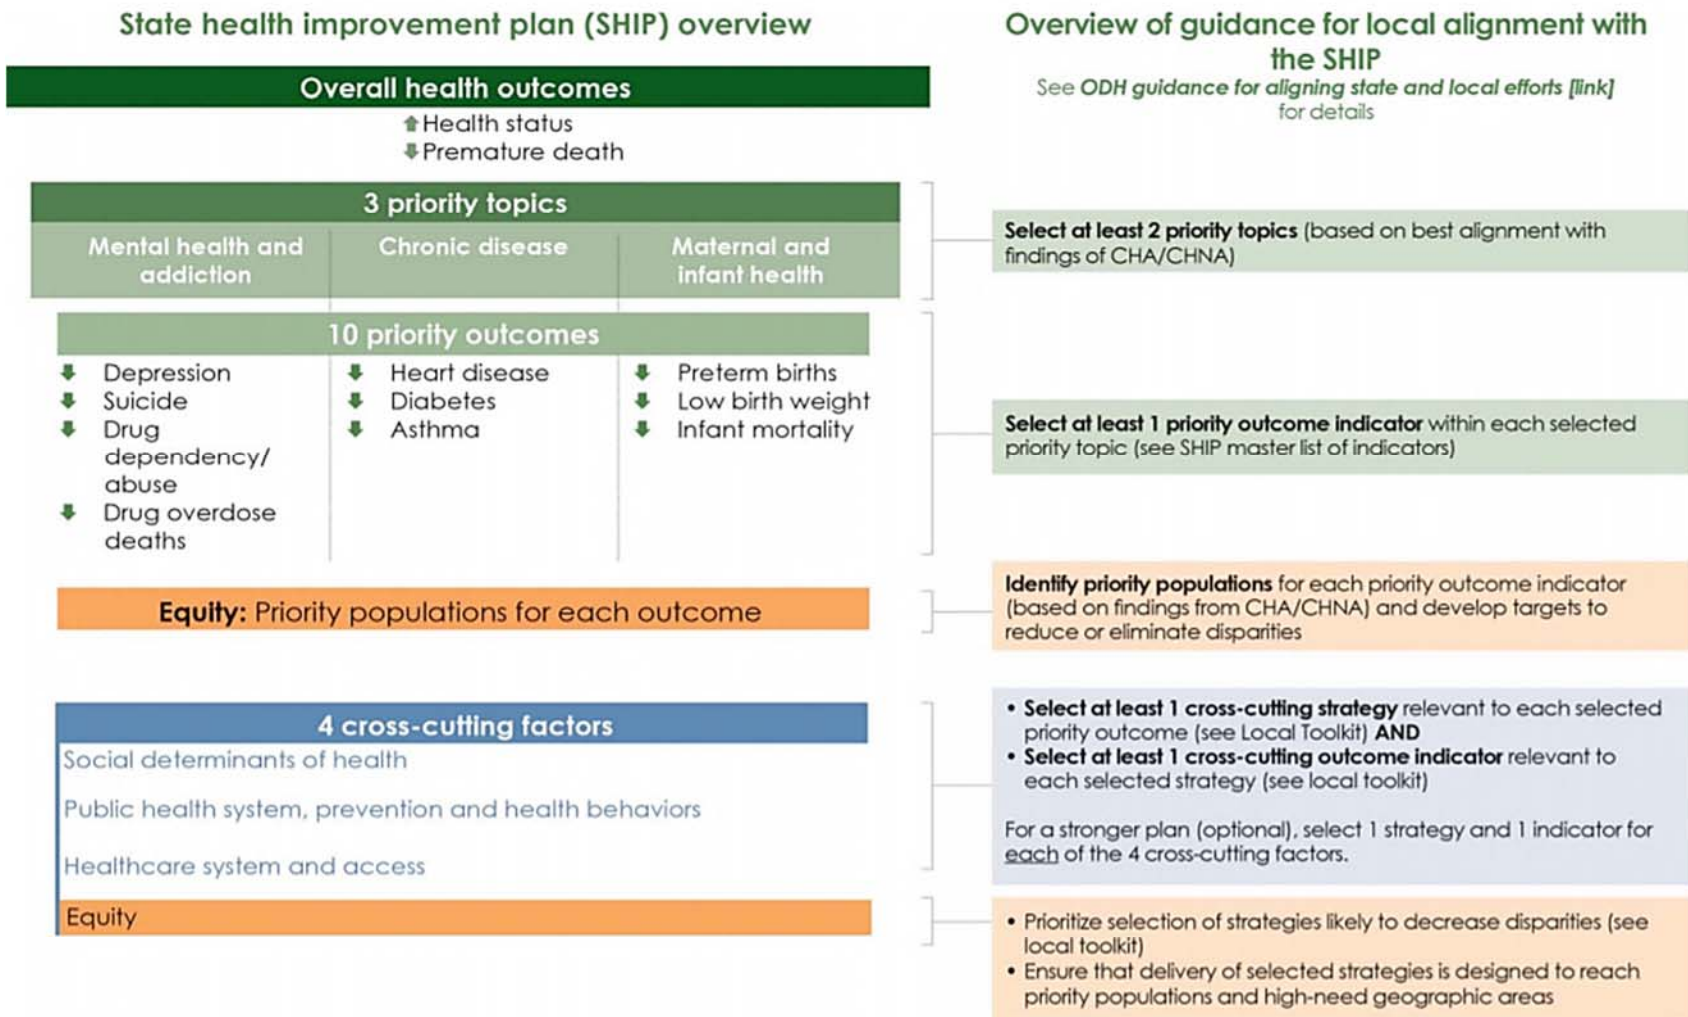 State health improvement plan (SHIP) overview
Overall health outcomes
Health status
Premature death
3 priority topics
Mental health and
addiction
Chronic disease
Maternal and
infant health
10 priority outcomes
Depression
Suicide
Drug
dependency/
abuse
Drug overdose
deaths
Heart disease
Diabetes
Asthma
Preterm births
Low birth weight
Infant mortality
Equity: Priority populations for each outcome
4 cross-cutting factors
Social determinants of health
Public health system, prevention and health behaviors
Healthcare system and access
Equity
Overview of guidance for local alignment with
the SHIP
See ODH guidance for aligning state and local efforts [link]
for details
Select at least 2 priority topics (based on best alignment with
findings of CHA/CHNA)
Select at least 1 priority outcome indicator within each selected
priority topic (see SHIP master list of indicators)
Identify priority populations for each priority outcome indicator
(based on findings from CHA/CHNA) and develop targets to
reduce or eliminate disparities
• Select at least 1 cross-cutting strategy relevant to each selected
priority outcome (see Local Toolkit) AND
• Select at least 1 cross-cutting outcome indicator relevant to
each selected strategy (see local toolkit)
For a stronger plan (optional), select 1 strategy and 1 indicator for
each of the 4 cross-cutting factors.
• Prioritize selection of strategies likely to decrease disparities (see
local toolkit)
• Ensure that delivery of selected strategies is designed to reach
priority populations and high-need geographic areas